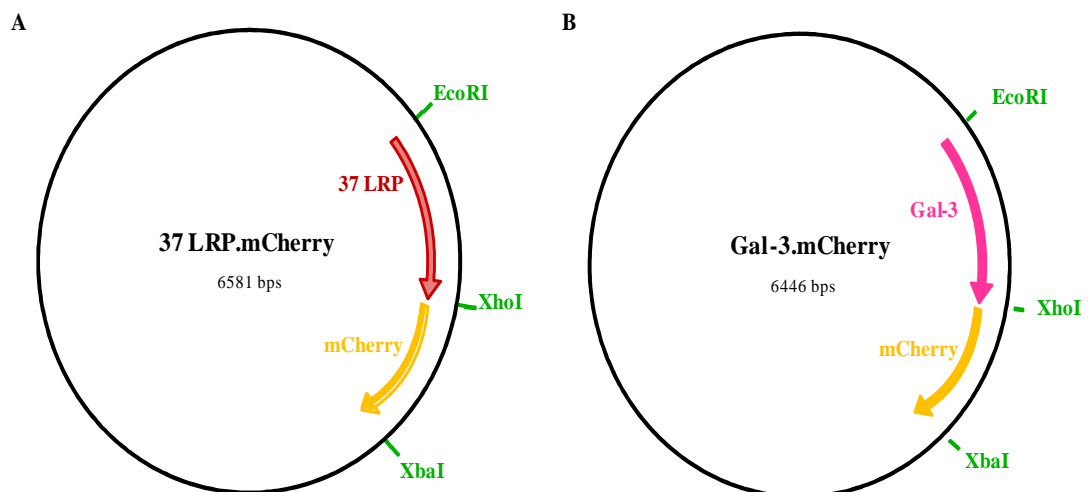 A
EcoRI
37 LRP
37 LRP.mCherry
6581 bps
XhoI
mCherry
XbaI
B
EcoRI
Gal-3
Gal-3.mCherry
6446 bps
XhoI
mCherry
XbaI